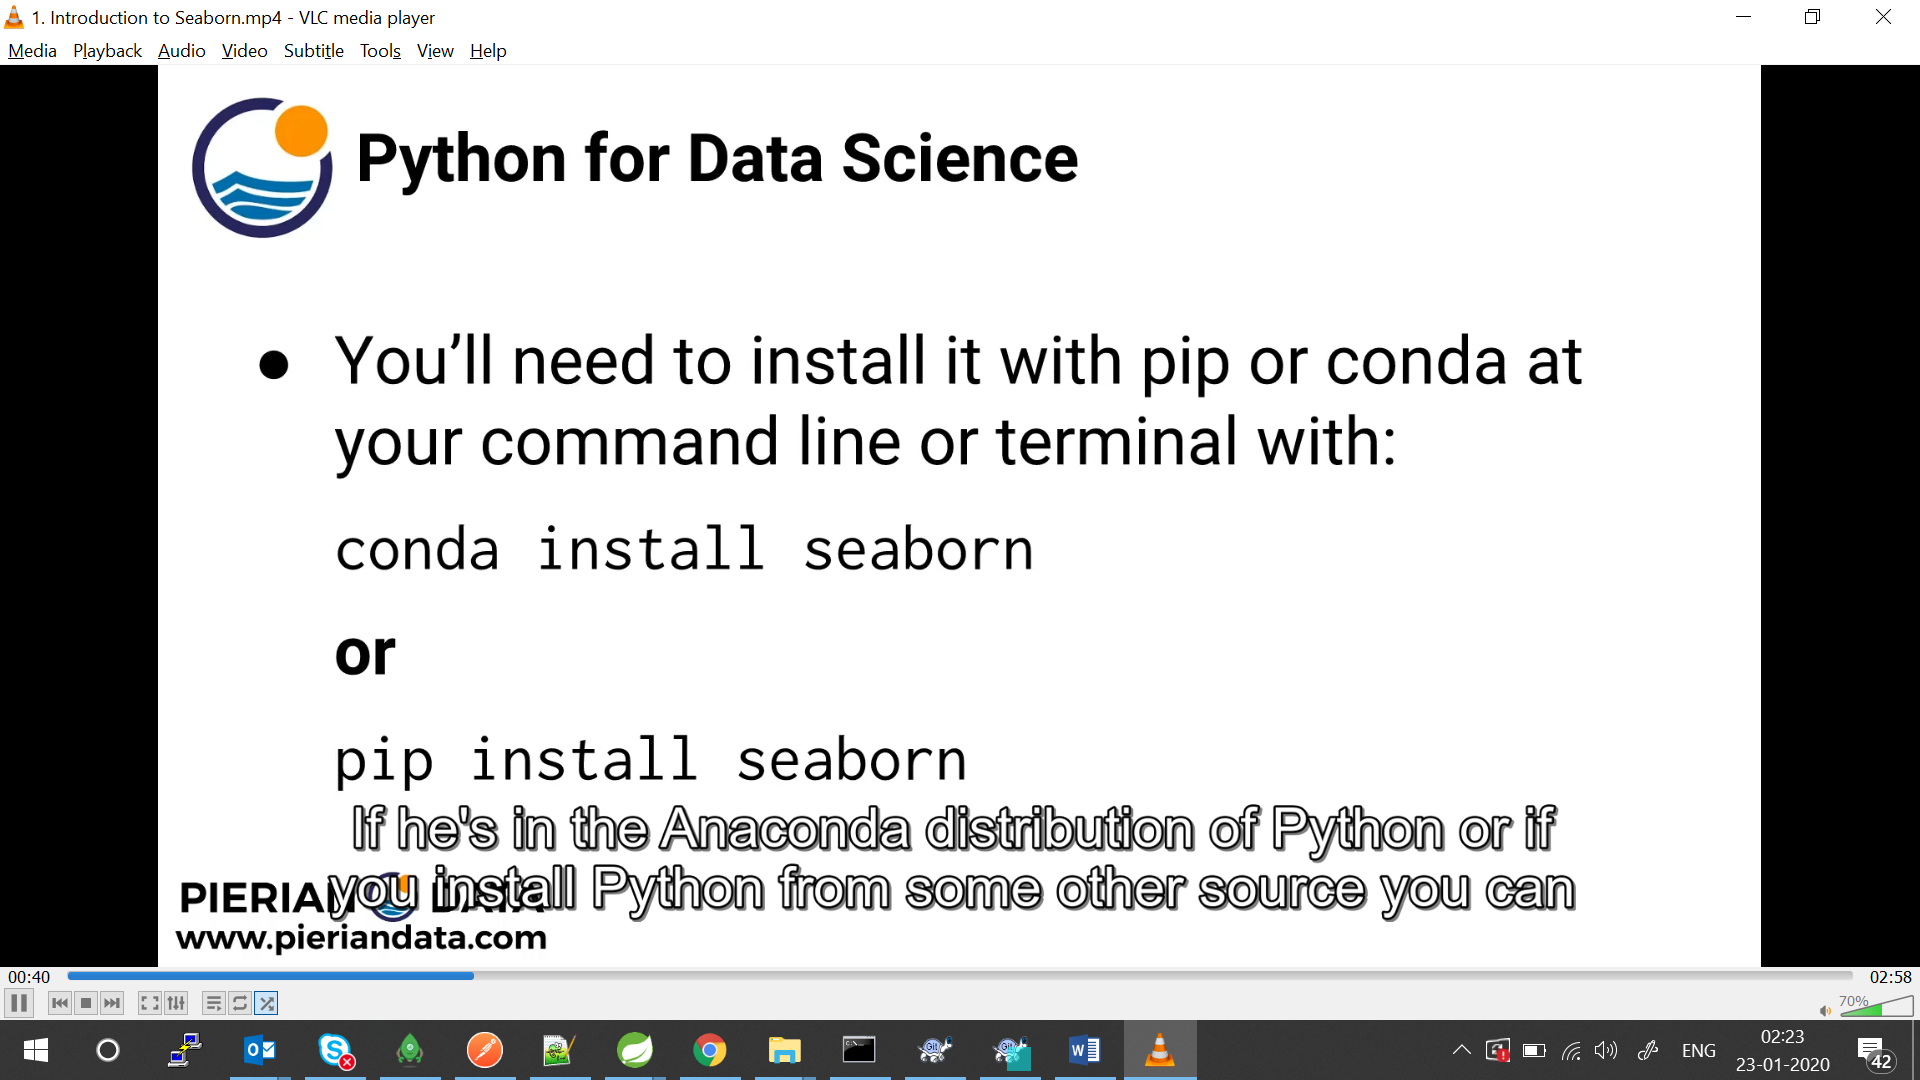 1. Introduction to Seaborn.mp4 - VLC media player
Media Playback Audio Video Subtitle Tools View Help
Python for Data Science
● You’ll need to install it with pip or conda at
your command line or terminal with:
conda install seaborn
or
pip install seaborn
If he's in the Anaconda distribution of Python or if
you install Python from some other source you can
PIERIAN DATA
www.pieriandata.com
00:40
02:58
70%
ENG
02:23
23-01-2020
42